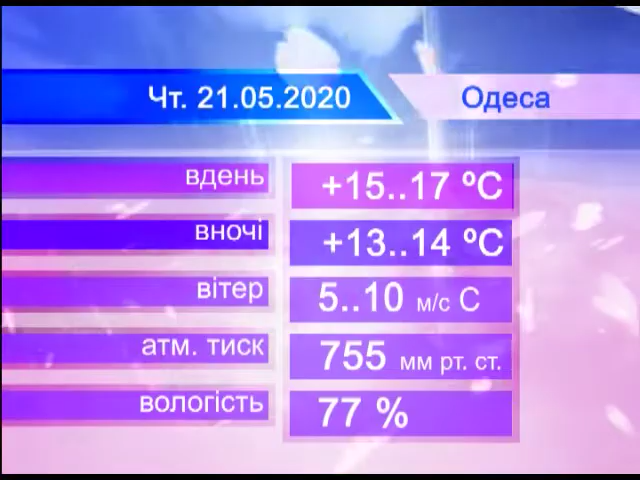 Чт. 21.05.2020
Одеса
вдень +15..17 ºC
вночі +13..14 ºC
вітер 5..10 м/с С
атм. тиск 755 мм рт. ст.
вологість 77 %